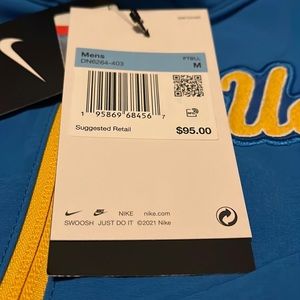 Mens
DN6264-403
FTBLL
M
1 95869 68456 7
Suggested Retail
$95.00
NIKE nike.com
SWOOSH JUST DO IT ©2021 Nike